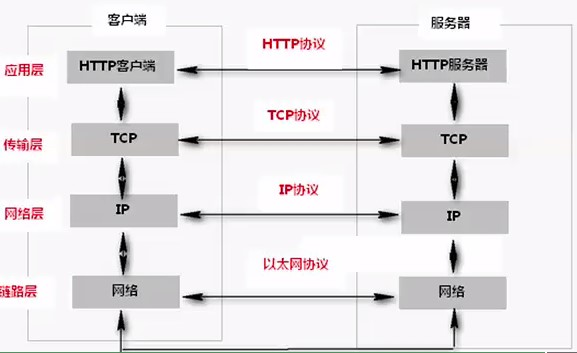 客户端
服务器
应用层
HTTP客户端
HTTP协议
HTTP服务器
传输层
TCP
TCP协议
TCP
网络层
IP
IP协议
IP
链路层
网络
以太网协议
网络